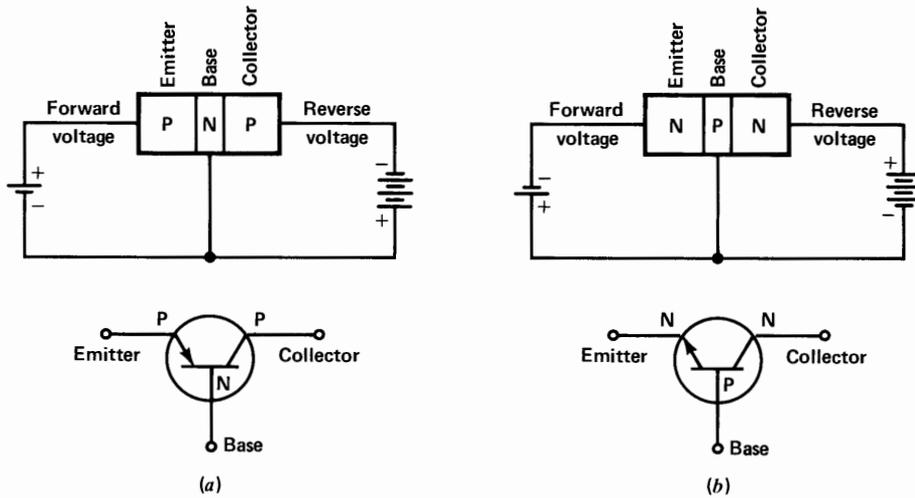 Emitter
Base
Collector
Forward
voltage
P
N
P
Reverse
voltage
+
-
-
+
P
P
Emitter
Collector
N
Base
(a)
Emitter
Base
Collector
Forward
voltage
N
P
N
Reverse
voltage
-
+
+
-
N
N
Emitter
Collector
P
Base
(b)